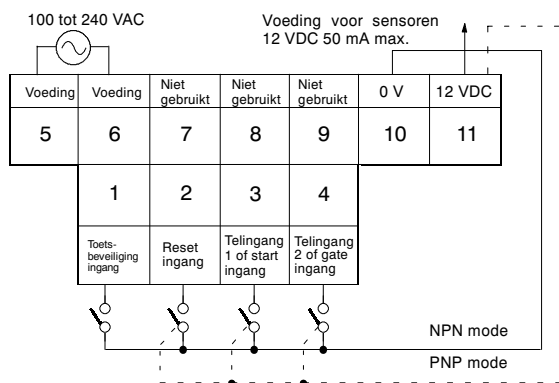 100 tot 240 VAC
Voeding voor sensoren
12 VDC 50 mA max.
Voeding
Voeding
Niet
gebruikt
Niet
gebruikt
Niet
gebruikt
0 V
12 VDC
5
6
7
8
9
10
11
1
2
3
4
Toets-
beveiliging
ingang
Reset
ingang
Telingang
1 of start
ingang
Telingang
2 of gate
ingang
NPN mode
PNP mode